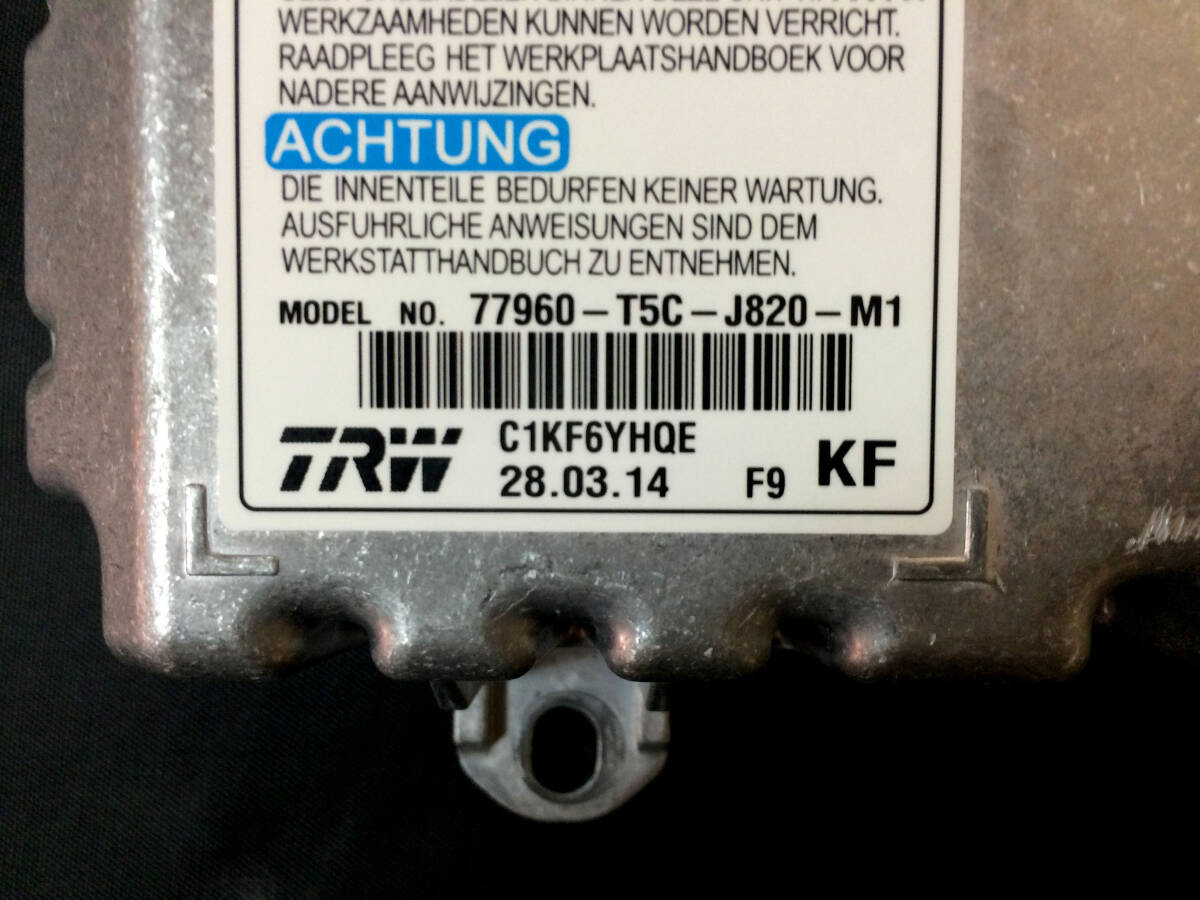 WERKZAAMHEDEN KUNNEN WORDEN VERRICHT.
RAADPLEEG HET WERKPLAATSHANDBOEK VOOR
NADERE AANWIJZINGEN.
ACHTUNG
DIE INNENTEILE BEDURFEN KEINER WARTUNG.
AUSFUHRLICHE ANWEISUNGEN SIND DEM
WERKSTATTHANDBUCH ZU ENTNEHMEN.
MODEL NO. 77960-T5C-J820-M1
TRW C1KF6YHQE
28.03.14 F9 KF